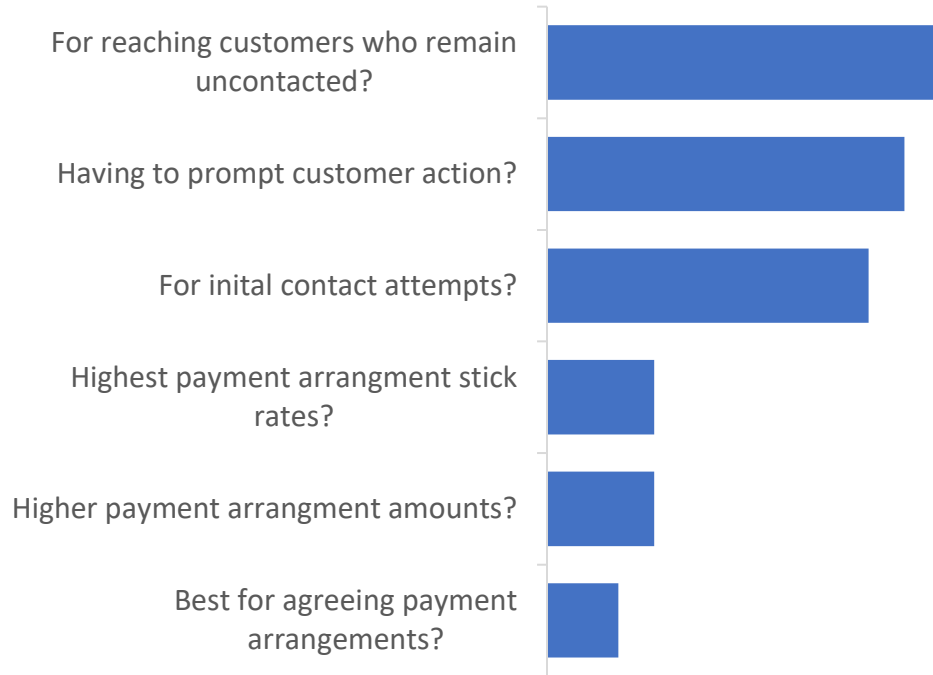 For reaching customers who remain
uncontacted?
Having to prompt customer action?
For inital contact attempts?
Highest payment arrangment stick
rates?
Higher payment arrangment amounts?
Best for agreeing payment
arrangements?